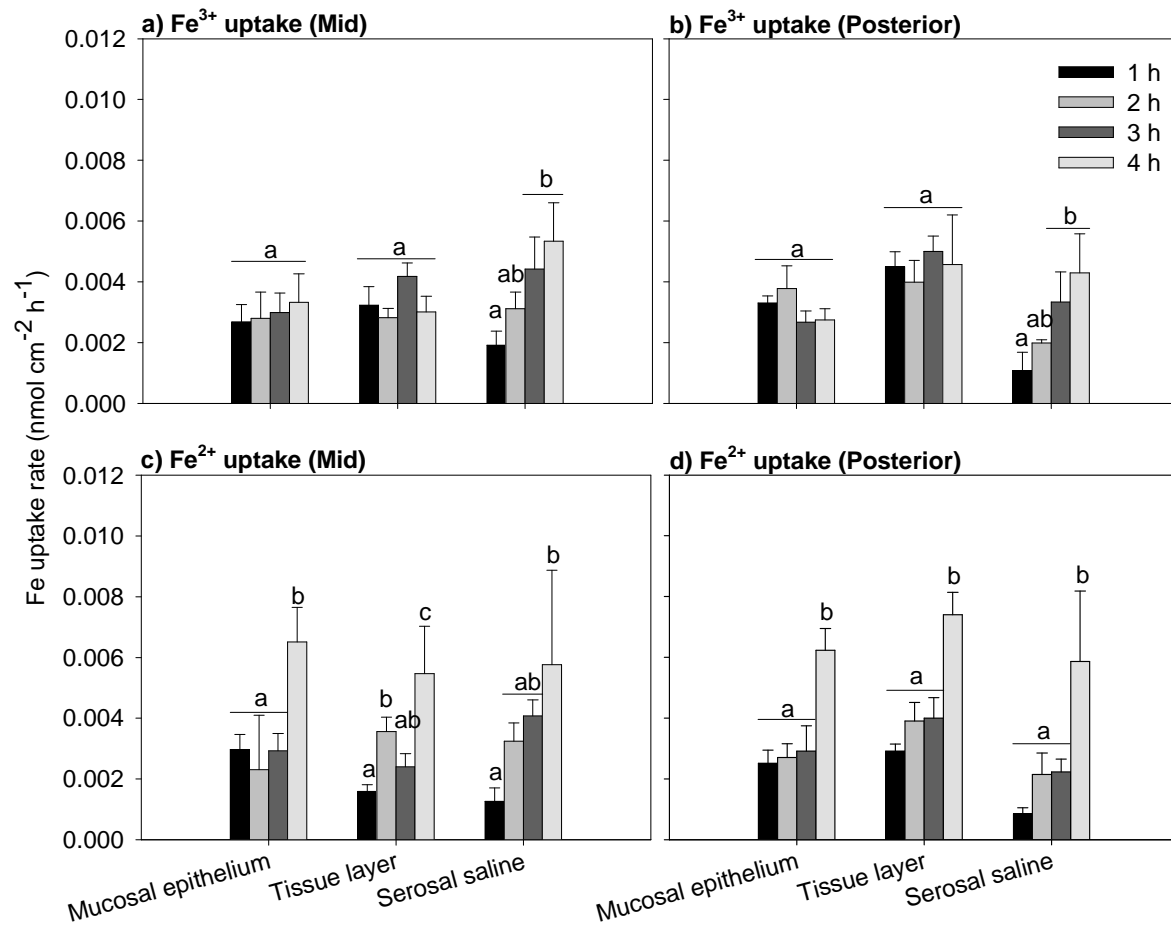 a) Fe3+ uptake (Mid)
b) Fe3+ uptake (Posterior)
0.012
0.010
0.008
0.006
0.004
0.002
0.000
1 h
2 h
3 h
4 h
a
a
a
ab
b
a
a
a
ab
b
Fe uptake rate (nmol cm-2 h-1)
c) Fe2+ uptake (Mid)
d) Fe2+ uptake (Posterior)
0.012
0.010
0.008
0.006
0.004
0.002
0.000
a
b
a
b
ab
c
a
ab
b
a
b
a
b
a
b
Mucosal epithelium
Tissue layer
Serosal saline
Mucosal epithelium
Tissue layer
Serosal saline